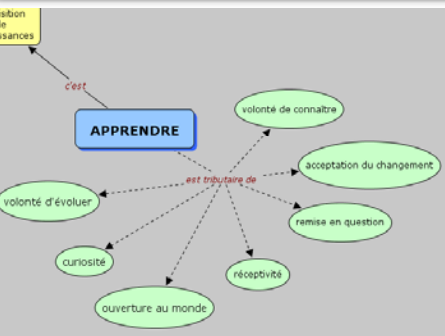 sition
le
ssances
c'est
APPRENDRE
volonté de connaître
est tributaire de
acceptation du changement
volonté d'évoluer
remise en question
curiosité
réceptivité
ouverture au monde